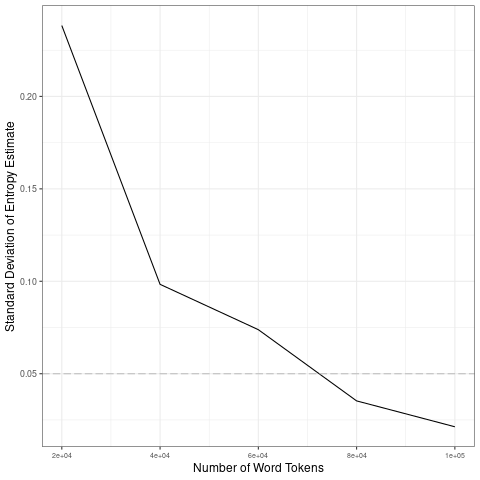 Standard Deviation of Entropy Estimate
0.20
0.15
0.10
0.05
2e+04 4e+04 6e+04 8e+04 1e+05
Number of Word Tokens